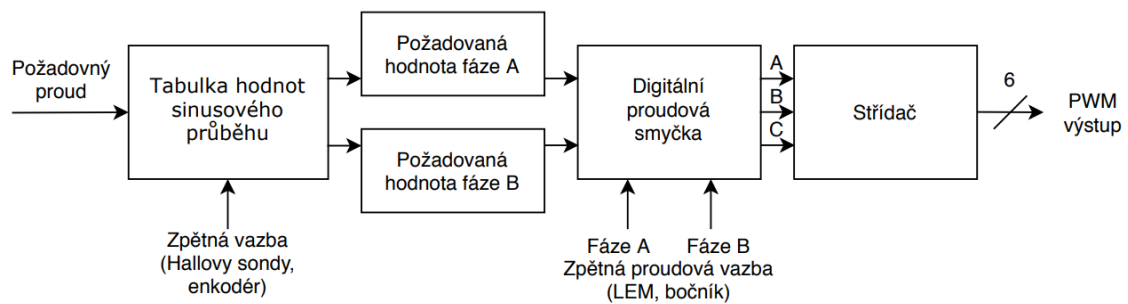 Požadovný
proud
Tabulka hodnot
sinusového
průběhu
Zpětná vazba
(Hallovy sondy,
enkodér)
Požadovaná
hodnota fáze A
Požadovaná
hodnota fáze B
Digitální
proudová
smyčka
Fáze A
Fáze B
Zpětná proudová vazba
(LEM, bočník)
A
B
C
Střídač
6
PWM
výstup